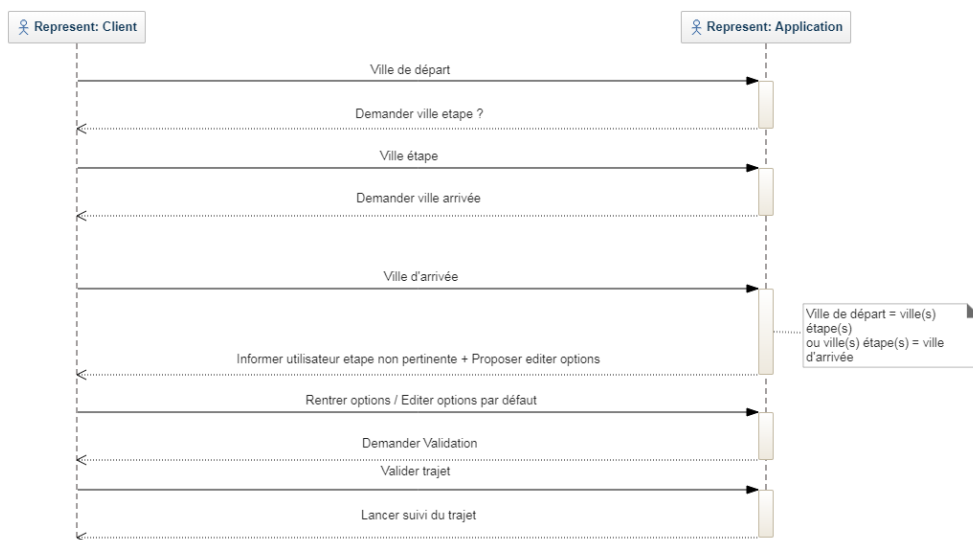 Represent: Client
Represent: Application
Ville de départ
Demander ville etape ?
Ville étape
Demander ville arrivée
Ville d'arrivée
Ville de départ = ville(s)
étape(s)
ou ville(s) étape(s) = ville
d'arrivée
Informer utilisateur etape non pertinente + Proposer editer options
Rentrer options / Editer options par défaut
Demander Validation
Valider trajet
Lancer suivi du trajet